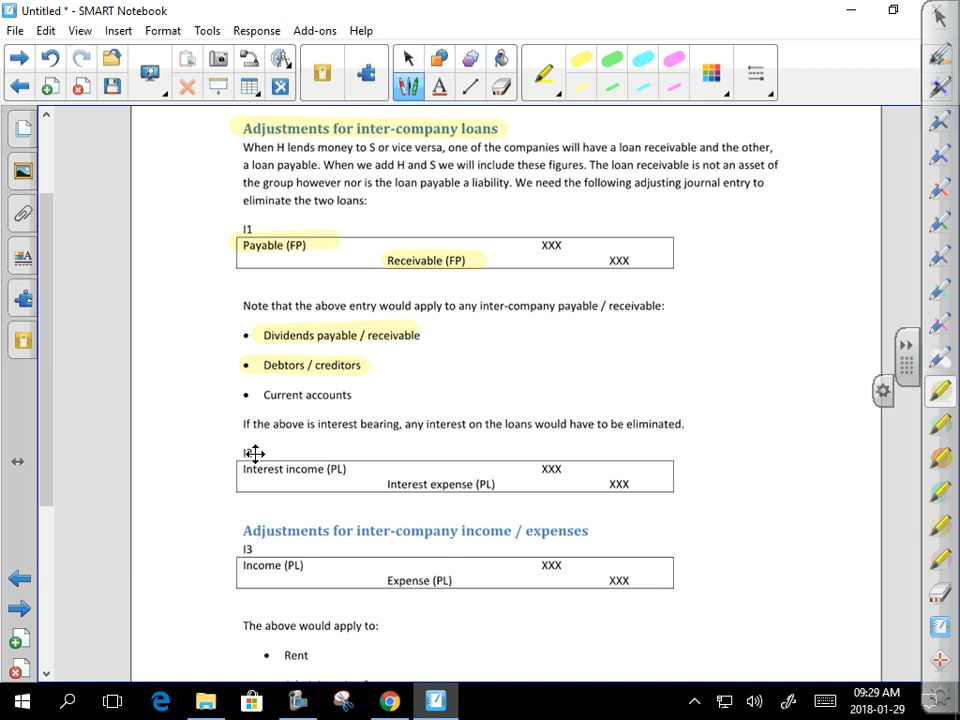 Untitled * - SMART Notebook
File Edit View Insert Format Tools Response Add-ons Help
Adjustments for inter-company loans
When H lends money to S or vice versa, one of the companies will have a loan receivable and the other,
a loan payable. When we add H and S we will include these figures. The loan receivable is not an asset of
the group however nor is the loan payable a liability. We need the following adjusting journal entry to
eliminate the two loans:
I1
Payable (FP) XXX
Receivable (FP) XXX
Note that the above entry would apply to any inter-company payable / receivable:
• Dividends payable / receivable
• Debtors / creditors
• Current accounts
If the above is interest bearing, any interest on the loans would have to be eliminated.
Interest income (PL) XXX
Interest expense (PL) XXX
Adjustments for inter-company income / expenses
I3
Income (PL) XXX
Expense (PL) XXX
The above would apply to:
• Rent
09:29 AM
2018-01-29